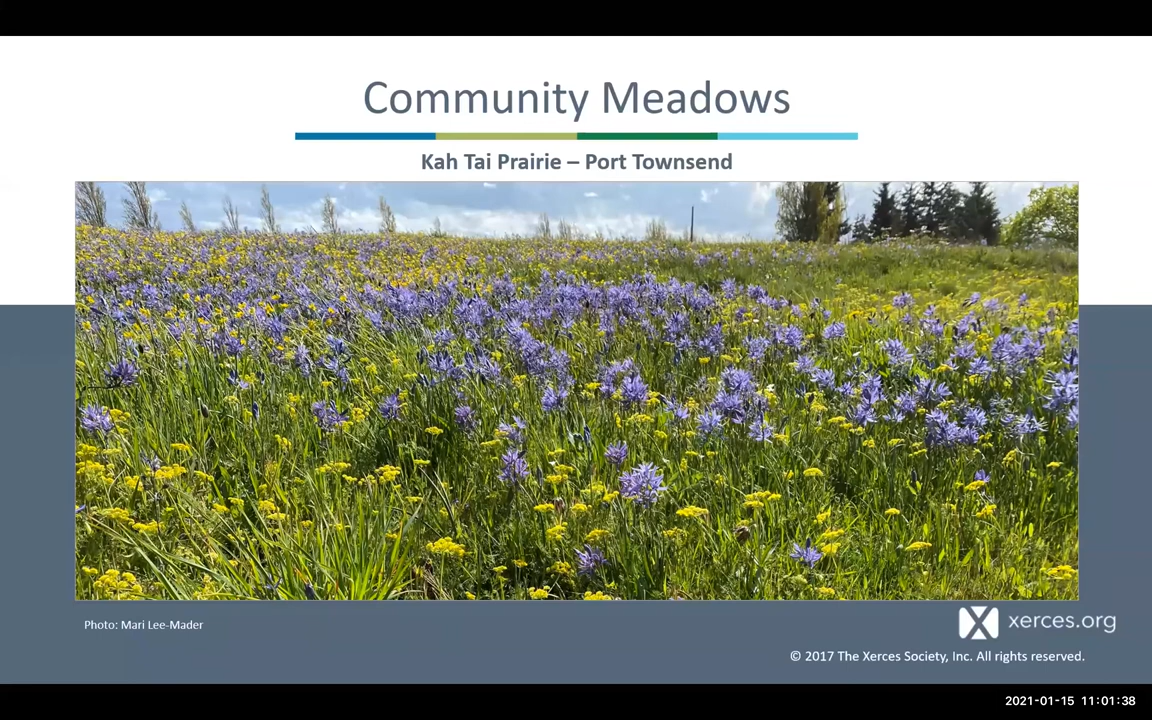 Community Meadows
Kah Tai Prairie – Port Townsend
Photo: Mari Lee-Mader
xerces.org
© 2017 The Xerces Society, Inc. All rights reserved.
2021-01-15 11:01:38